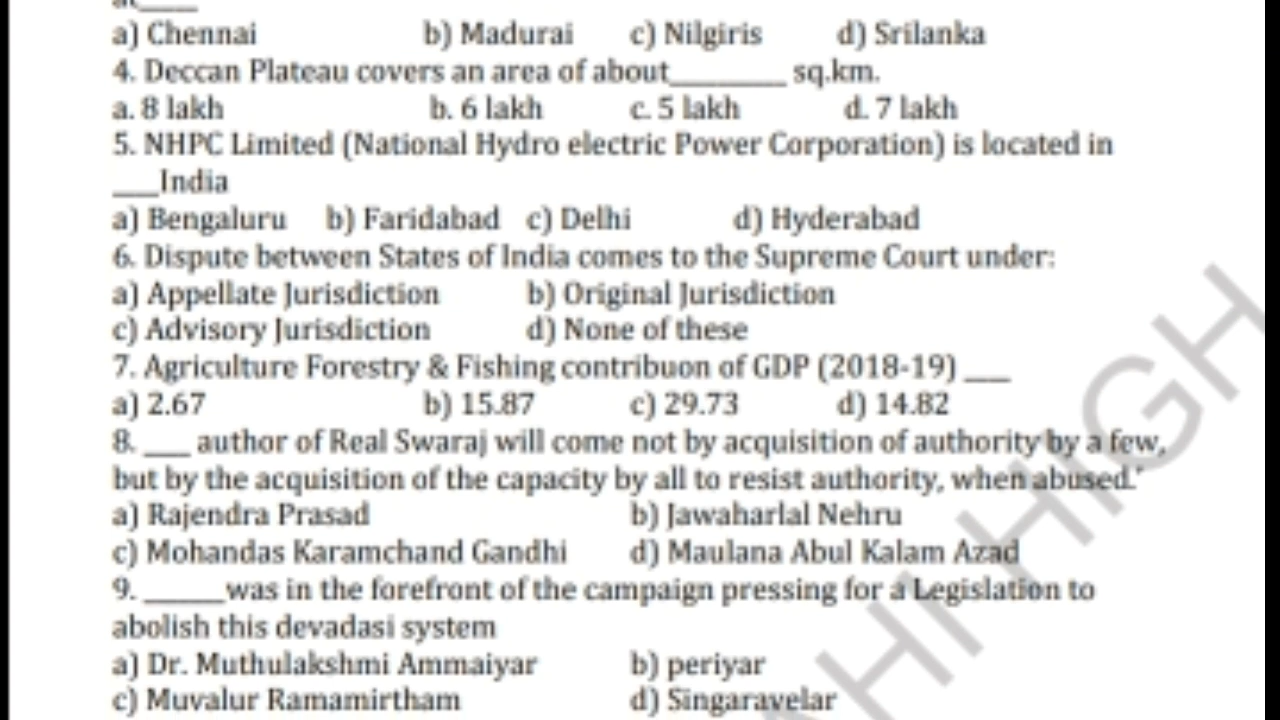 at____
a) Chennai b) Madurai c) Nilgiris d) Srilanka
4. Deccan Plateau covers an area of about________ sq.km.
a. 8 lakh b. 6 lakh c. 5 lakh d. 7 lakh
5. NHPC Limited (National Hydro electric Power Corporation) is located in
___India
a) Bengaluru b) Faridabad c) Delhi d) Hyderabad
6. Dispute between States of India comes to the Supreme Court under:
a) Appellate Jurisdiction b) Original Jurisdiction
c) Advisory Jurisdiction d) None of these
7. Agriculture Forestry & Fishing contribuon of GDP (2018-19) ___
a) 2.67 b) 15.87 c) 29.73 d) 14.82
8. ___ author of Real Swaraj will come not by acquisition of authority by a few,
but by the acquisition of the capacity by all to resist authority, when abused.'
a) Rajendra Prasad b) Jawaharlal Nehru
c) Mohandas Karamchand Gandhi d) Maulana Abul Kalam Azad
9. _____was in the forefront of the campaign pressing for a Legislation to
abolish this devadasi system
a) Dr. Muthulakshmi Ammaiyar b) periyar
c) Muvalur Ramamirtham d) Singaravelar
AHI HIGH